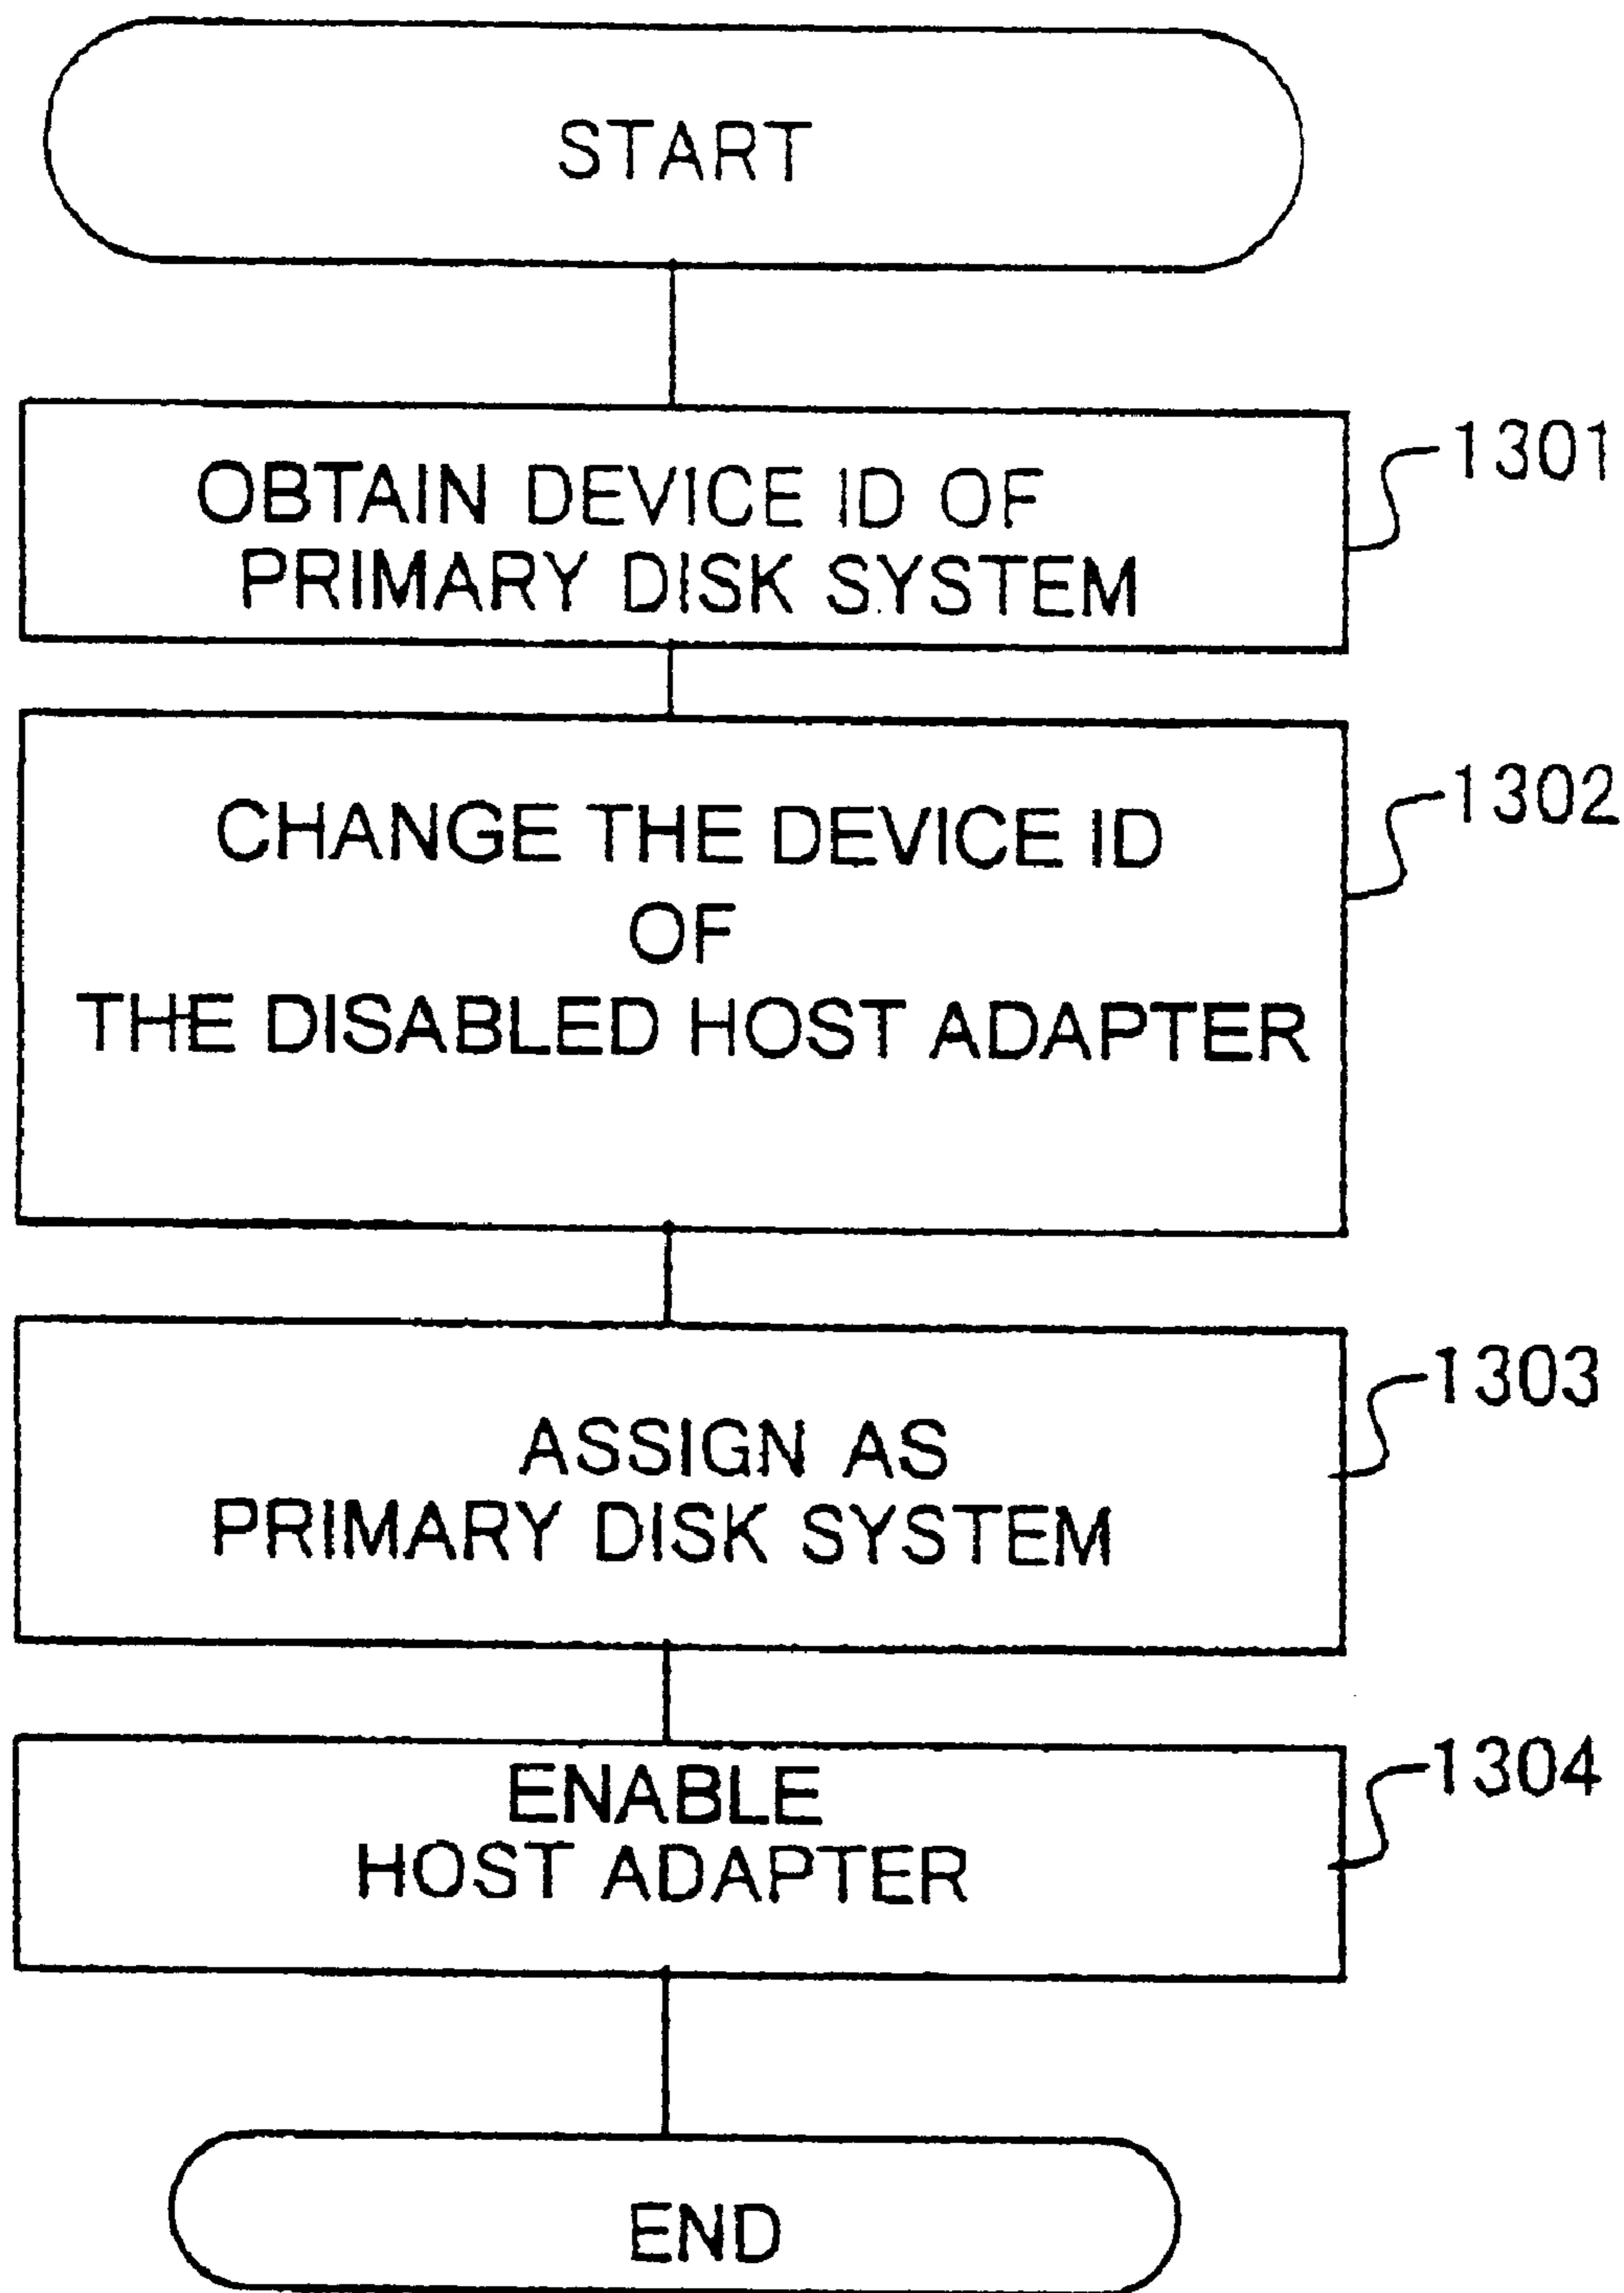 START
OBTAIN DEVICE ID OF
PRIMARY DISK SYSTEM
1301
CHANGE THE DEVICE ID
OF
THE DISABLED HOST ADAPTER
1302
ASSIGN AS
PRIMARY DISK SYSTEM
1303
ENABLE
HOST ADAPTER
1304
END